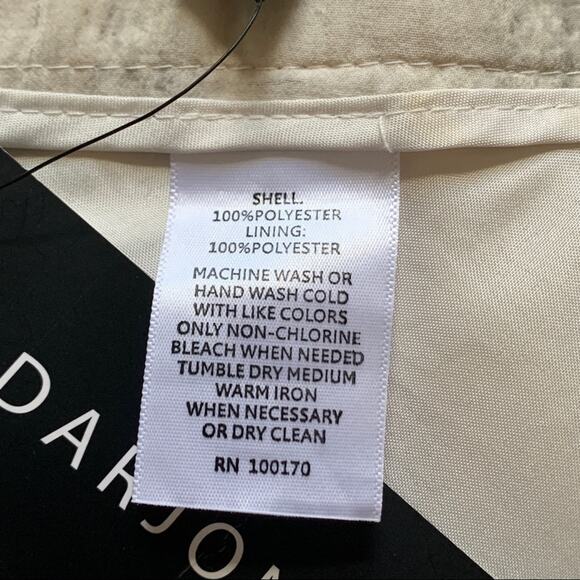 SHELL.
100%POLYESTER
LINING:
100%POLYESTER
MACHINE WASH OR
HAND WASH COLD
WITH LIKE COLORS
ONLY NON-CHLORINE
BLEACH WHEN NEEDED
TUMBLE DRY MEDIUM
WARM IRON
WHEN NECESSARY
OR DRY CLEAN
RN 100170
DARJO